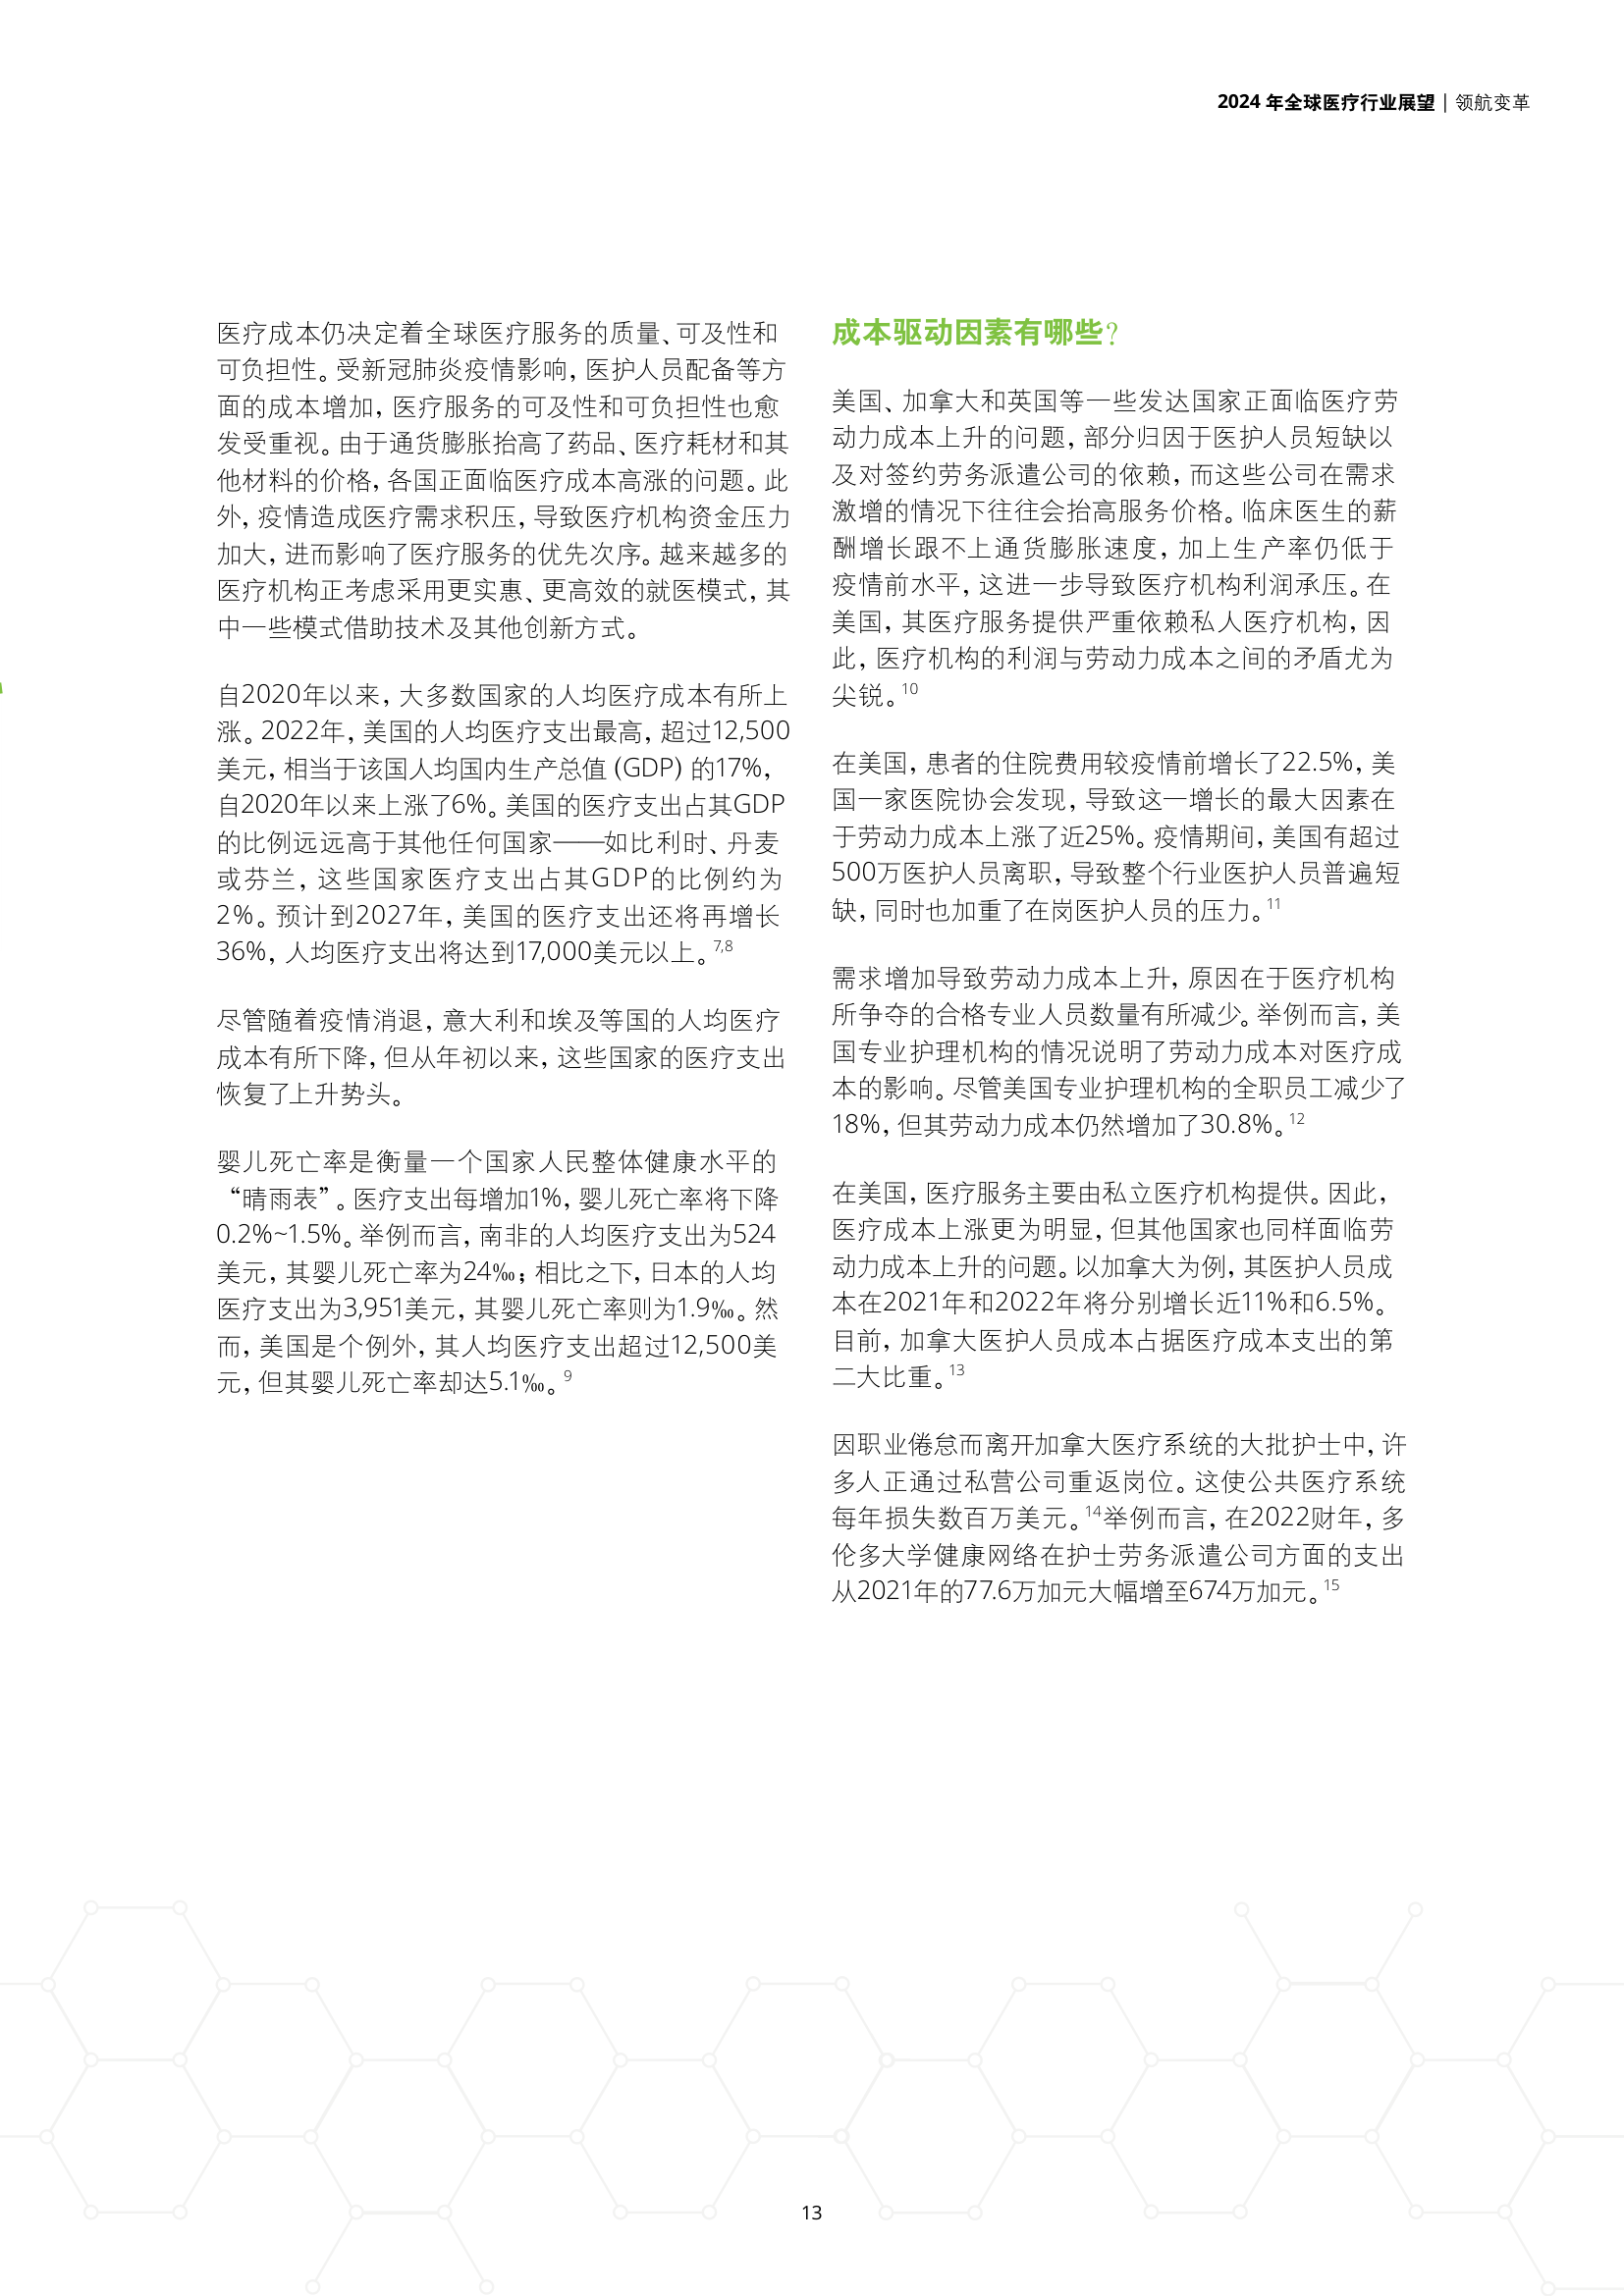 2024 年全球医疗行业展望 | 领航变革
医疗成本仍决定着全球医疗服务的质量、可及性和
可负担性。受新冠肺炎疫情影响，医护人员配备等方
面的成本增加，医疗服务的可及性和可负担性也愈
发受重视。由于通货膨胀抬高了药品、医疗耗材和其
他材料的价格，各国正面临医疗成本高涨的问题。此
外，疫情造成医疗需求积压，导致医疗机构资金压力
加大，进而影响了医疗服务的优先次序。越来越多的
医疗机构正考虑采用更实惠、更高效的就医模式，其
中一些模式借助技术及其他创新方式。
自2020年以来，大多数国家的人均医疗成本有所上
涨。2022年，美国的人均医疗支出最高，超过12,500
美元，相当于该国人均国内生产总值（GDP）的17%，
自2020年以来上涨了6%。美国的医疗支出占其GDP
的比例远远高于其他任何国家——如比利时、丹麦
或芬兰，这些国家医疗支出占其GDP的比例约为
2%。预计到2027年，美国的医疗支出还将再增长
36%，人均医疗支出将达到17,000美元以上。7,8
尽管随着疫情消退，意大利和埃及等国的人均医疗
成本有所下降，但从年初以来，这些国家的医疗支出
恢复了上升势头。
婴儿死亡率是衡量一个国家人民整体健康水平的
“晴雨表”。医疗支出每增加1%，婴儿死亡率将下降
0.2%~1.5%。举例而言，南非的人均医疗支出为524
美元，其婴儿死亡率为24‰；相比之下，日本的人均
医疗支出为3,951美元，其婴儿死亡率则为1.9‰。然
而，美国是个例外，其人均医疗支出超过12,500美
元，但其婴儿死亡率却达5.1‰。9
成本驱动因素有哪些？
美国、加拿大和英国等一些发达国家正面临医疗劳
动力成本上升的问题，部分归因于医护人员短缺以
及对签约劳务派遣公司的依赖，而这些公司在需求
激增的情况下往往会抬高服务价格。临床医生的薪
酬增长跟不上通货膨胀速度，加上生产率仍低于
疫情前水平，这进一步导致医疗机构利润承压。在
美国，其医疗服务提供严重依赖私人医疗机构，因
此，医疗机构的利润与劳动力成本之间的矛盾尤为
尖锐。10
在美国，患者的住院费用较疫情前增长了22.5%，美
国一家医院协会发现，导致这一增长的最大因素在
于劳动力成本上涨了近25%。疫情期间，美国有超过
500万医护人员离职，导致整个行业医护人员普遍短
缺，同时也加重了在岗医护人员的压力。11
需求增加导致劳动力成本上升，原因在于医疗机构
所争夺的合格专业人员数量有所减少。举例而言，美
国专业护理机构的情况说明了劳动力成本对医疗成
本的影响。尽管美国专业护理机构的全职员工减少了
18%，但其劳动力成本仍然增加了30.8%。12
在美国，医疗服务主要由私立医疗机构提供。因此，
医疗成本上涨更为明显，但其他国家也同样面临劳
动力成本上升的问题。以加拿大为例，其医护人员成
本在2021年和2022年将分别增长近11%和6.5%。
目前，加拿大医护人员成本占据医疗成本支出的第
二大比重。13
因职业倦怠而离开加拿大医疗系统的大批护士中，许
多人正通过私营公司重返岗位。这使公共医疗系统
每年损失数百万美元。14举例而言，在2022财年，多
伦多大学健康网络在护士劳务派遣公司方面的支出
从2021年的77.6万加元大幅增至674万加元。15
13